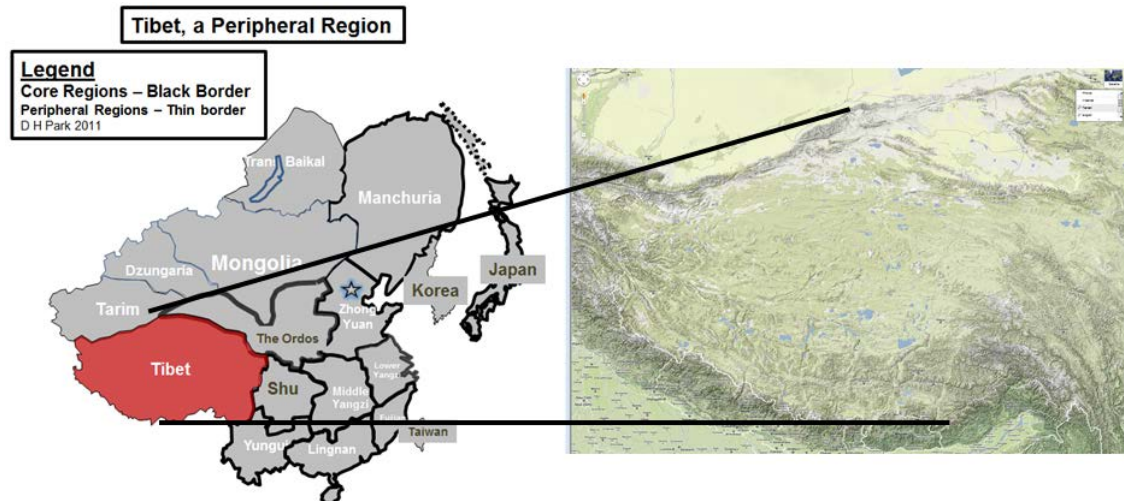 Tibet, a Peripheral Region
Legend
Core Regions – Black Border
Peripheral Regions – Thin border
D H Park 2011
Trans Baikal
Manchuria
Mongolia
Dzungaria
Japan
Korea
Tarim
Zhong
Yuan
The Ordos
Tibet
Shu
Lower
Yangzi
Middle
Yangzi
Fujian
Taiwan
Yungui
Lingnan